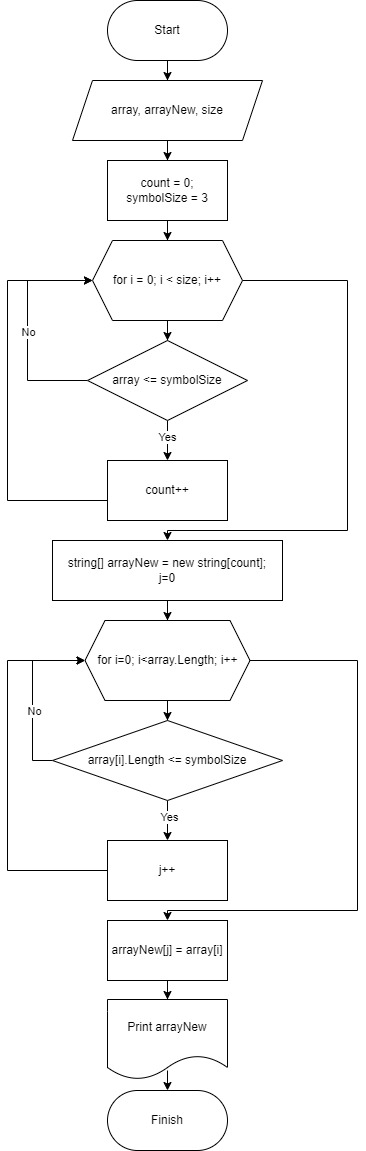 Start
array, arrayNew, size
count = 0;
symbolSize = 3
for i = 0; i < size; i++
No
array <= symbolSize
Yes
count++
string[] arrayNew = new string[count];
j=0
for i=0; i<array.Length; i++
No
array[i].Length <= symbolSize
Yes
j++
arrayNew[j] = array[i]
Print arrayNew
Finish